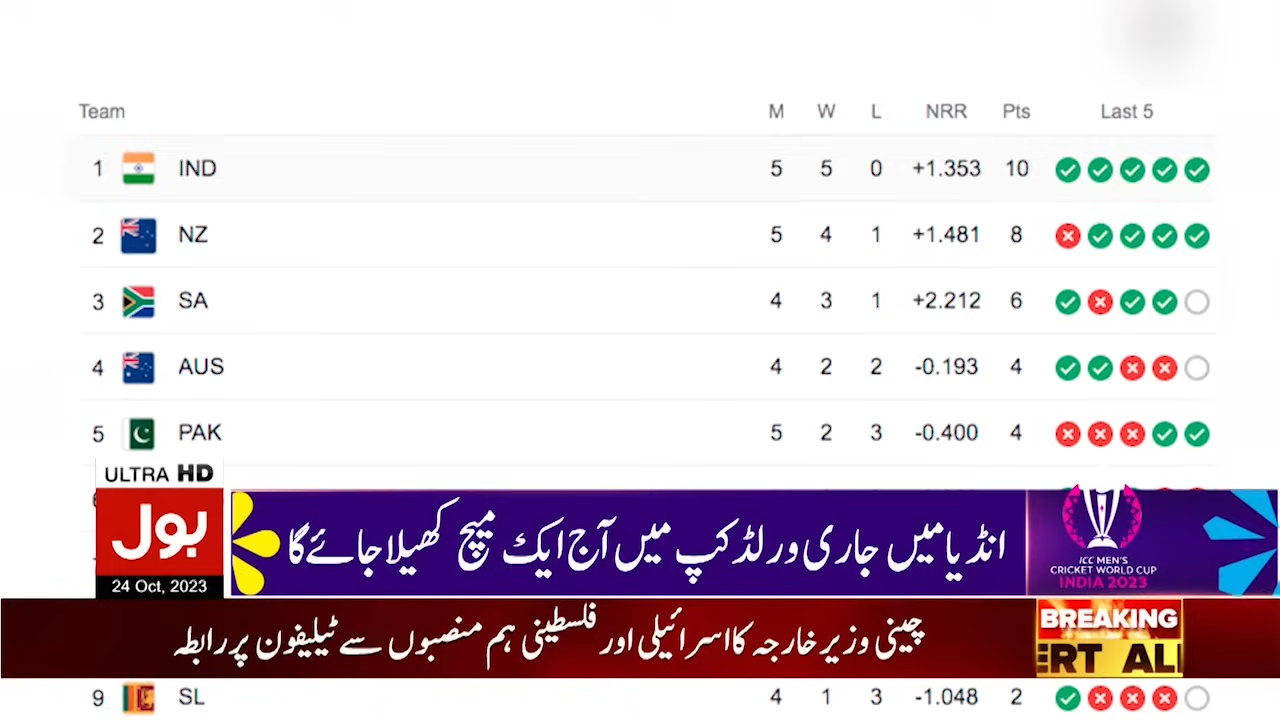 Team M W L NRR Pts Last 5
1 IND 5 5 0 +1.353 10
2 NZ 5 4 1 +1.481 8
3 SA 4 3 1 +2.212 6
4 AUS 4 2 2 -0.193 4
5 PAK 5 2 3 -0.400 4
ULTRA HD
بول
24 Oct, 2023
انڈیا میں جاری ورلڈ کپ میں آج ایک میچ کھیلا جائے گا
ICC MEN'S
CRICKET WORLD CUP
INDIA 2023
چینی وزیر خارجہ کا اسرائیلی اور فلسطینی ہم منصبوں سے ٹیلیفون پر رابطہ
BREAKING
ERT ALI
9 SL 4 1 3 -1.048 2